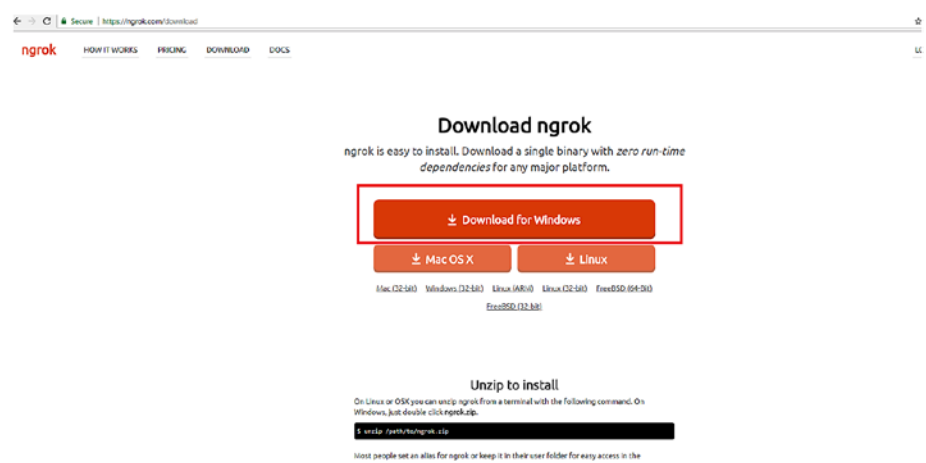 Secure | https://ngrok.com/download
ngrok HOW IT WORKS PRICING DOWNLOAD DOCS
Download ngrok
ngrok is easy to install. Download a single binary with zero run-time
dependencies for any major platform.
Download for Windows
Mac OS X Linux
Mac (32-bit) Windows (32-bit) Linux (ARM) Linux (32-bit) FreeBSD (64-Bit)
FreeBSD (32-bit)
Unzip to install
On Linux or OSX you can unzip ngrok from a terminal with the following command. On
Windows, just double click ngrok.zip.
$ unzip /path/to/ngrok.zip
Most people set an alias for ngrok or keep it in their user folder for easy access in the